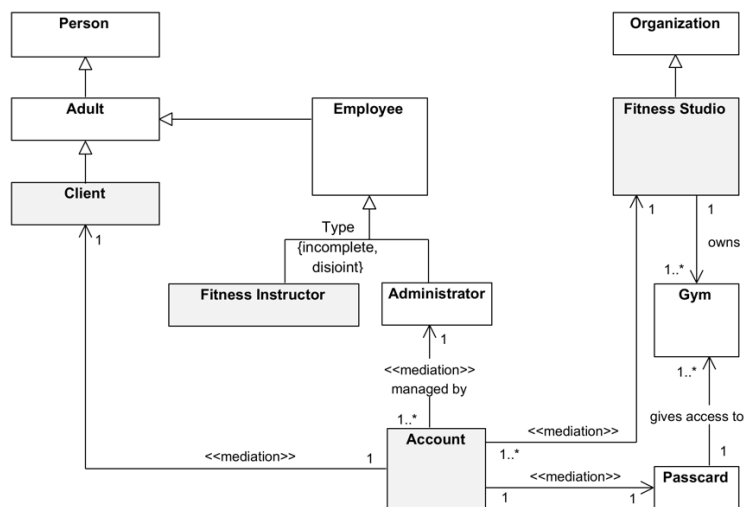 Person
Organization
Adult
Employee
Fitness Studio
Client
1
1
1
Type
{incomplete,
disjoint}
owns
1..*
Fitness Instructor
Administrator
Gym
1
<<mediation>>
managed by
1..*
1..*
gives access to
Account
<<mediation>>
1
<<mediation>>
1..*
1
<<mediation>>
1
1
Passcard